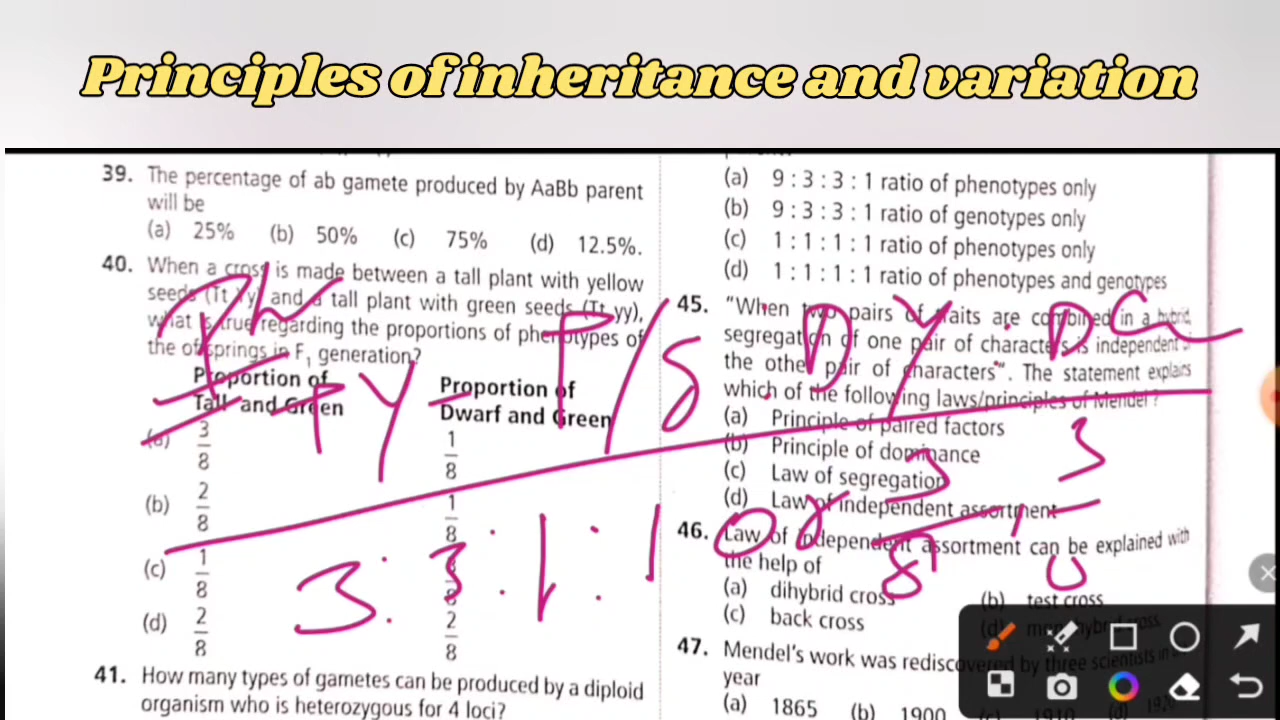 Principles of inheritance and variation
39. The percentage of ab gamete produced by AaBb parent
will be
(a) 25% (b) 50% (c) 75% (d) 12.5%.
40. When a cross is made between a tall plant with yellow
seeds (Tt Yy) and a tall plant with green seeds (Tt yy),
what is true regarding the proportions of phenotypes of
the offsprings in F1 generation?
Proportion of Proportion of
Tall and Green Dwarf and Green
(a) 3/8 1/8
(b) 2/8 1/8
(c) 1/8
(d) 2/8 2/8
3 : 3 : 1 : 1 or
41. How many types of gametes can be produced by a diploid
organism who is heterozygous for 4 loci?
(a) 9 : 3 : 3 : 1 ratio of phenotypes only
(b) 9 : 3 : 3 : 1 ratio of genotypes only
(c) 1 : 1 : 1 : 1 ratio of phenotypes only
(d) 1 : 1 : 1 : 1 ratio of phenotypes and genotypes
45. "When two pairs of traits are combined in a hybrid,
segregation of one pair of characters is independent of
the other pair of characters". The statement explains
which of the following laws/principles of Mendel?
(a) Principle of paired factors
(b) Principle of dominance
(c) Law of segregation
(d) Law of independent assortment
46. Law of independent assortment can be explained with
the help of
(a) dihybrid cross (b) test cross
(c) back cross (d) monohybrid cross.
47. Mendel's work was rediscovered by three scientists in
year
(a) 1865 (b) 1900 (c) 1910 (d)